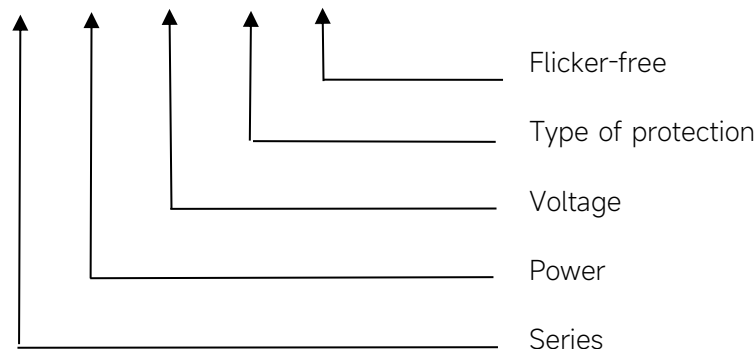 Flicker-free
Type of protection
Voltage
Power
Series